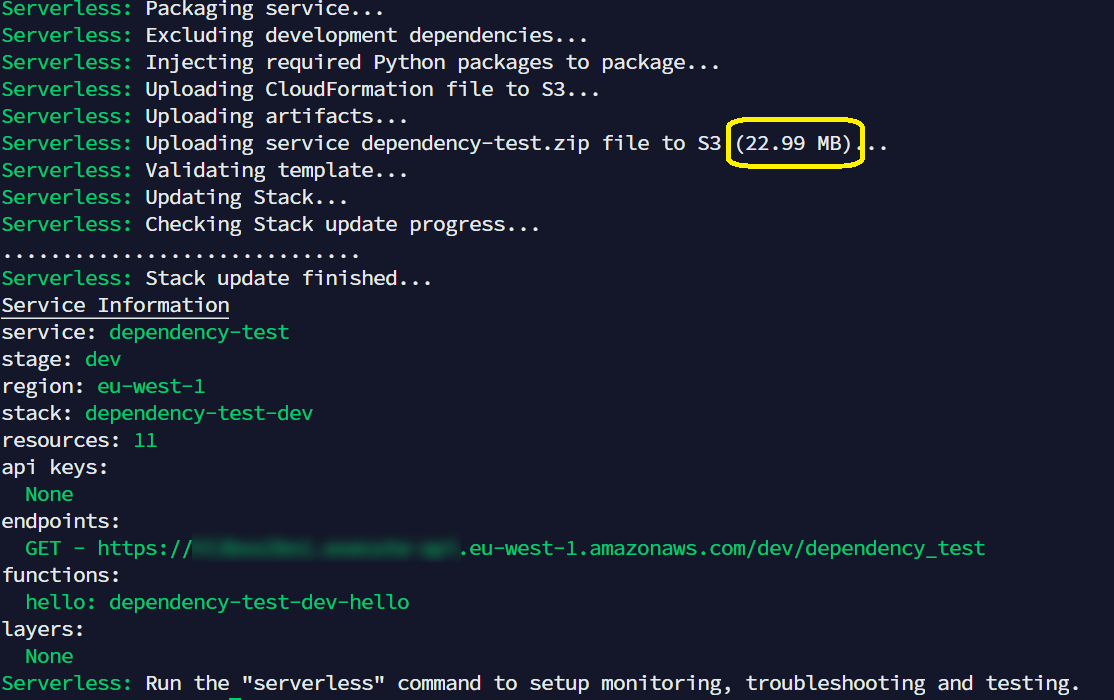 Serverless: Packaging service...
Serverless: Excluding development dependencies...
Serverless: Injecting required Python packages to package...
Serverless: Uploading CloudFormation file to S3...
Serverless: Uploading artifacts...
Serverless: Uploading service dependency-test.zip file to S3 (22.99 MB)...
Serverless: Validating template...
Serverless: Updating Stack...
Serverless: Checking Stack update progress...
..............................
Serverless: Stack update finished...
Service Information
service: dependency-test
stage: dev
region: eu-west-1
stack: dependency-test-dev
resources: 11
api keys:
  None
endpoints:
  GET - https:// .eu-west-1.amazonaws.com/dev/dependency_test
functions:
  hello: dependency-test-dev-hello
layers:
  None
Serverless: Run the "serverless" command to setup monitoring, troubleshooting and testing.